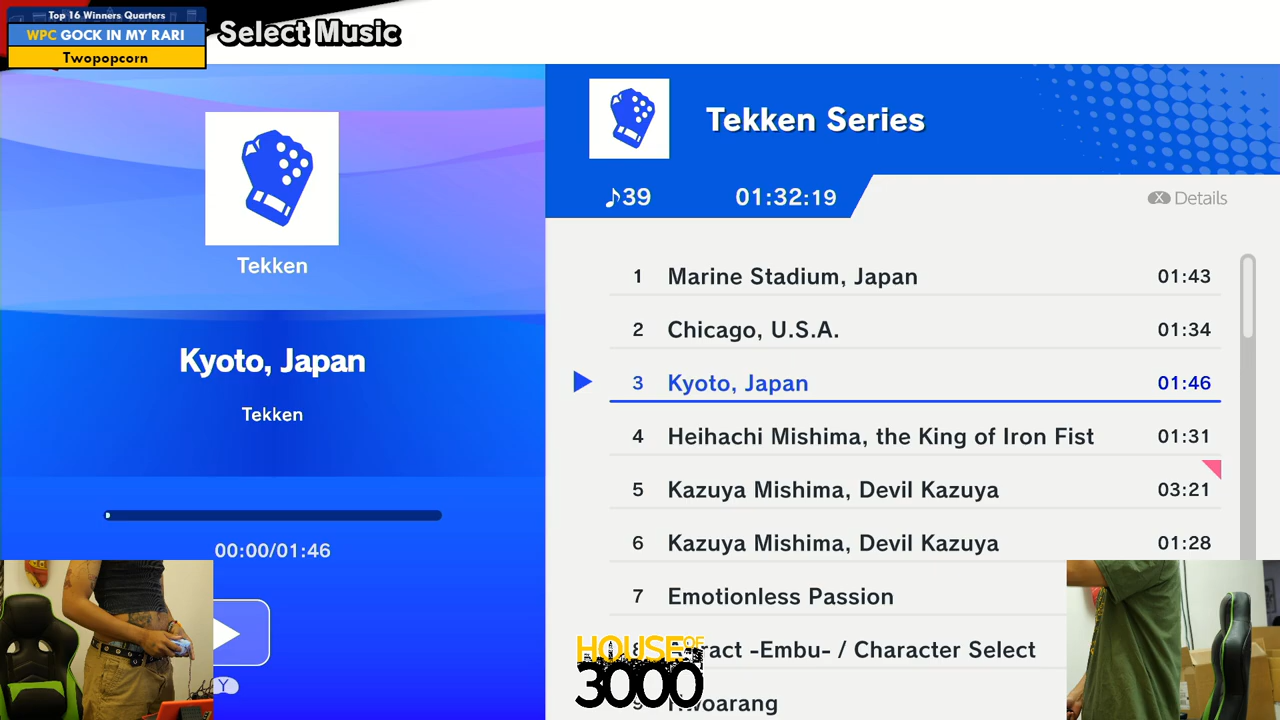 Top 16 Winners Quarters
WPC GOCK IN MY RARI
Twopopcorn
Select Music
Tekken
Kyoto, Japan
Tekken
00:00/01:46
Y
Tekken Series
♪39 01:32:19
X Details
1 Marine Stadium, Japan 01:43
2 Chicago, U.S.A. 01:34
3 Kyoto, Japan 01:46
4 Heihachi Mishima, the King of Iron Fist 01:31
5 Kazuya Mishima, Devil Kazuya 03:21
6 Kazuya Mishima, Devil Kazuya 01:28
7 Emotionless Passion
8 -Embu- / Character Select
HOUSE OF
3000